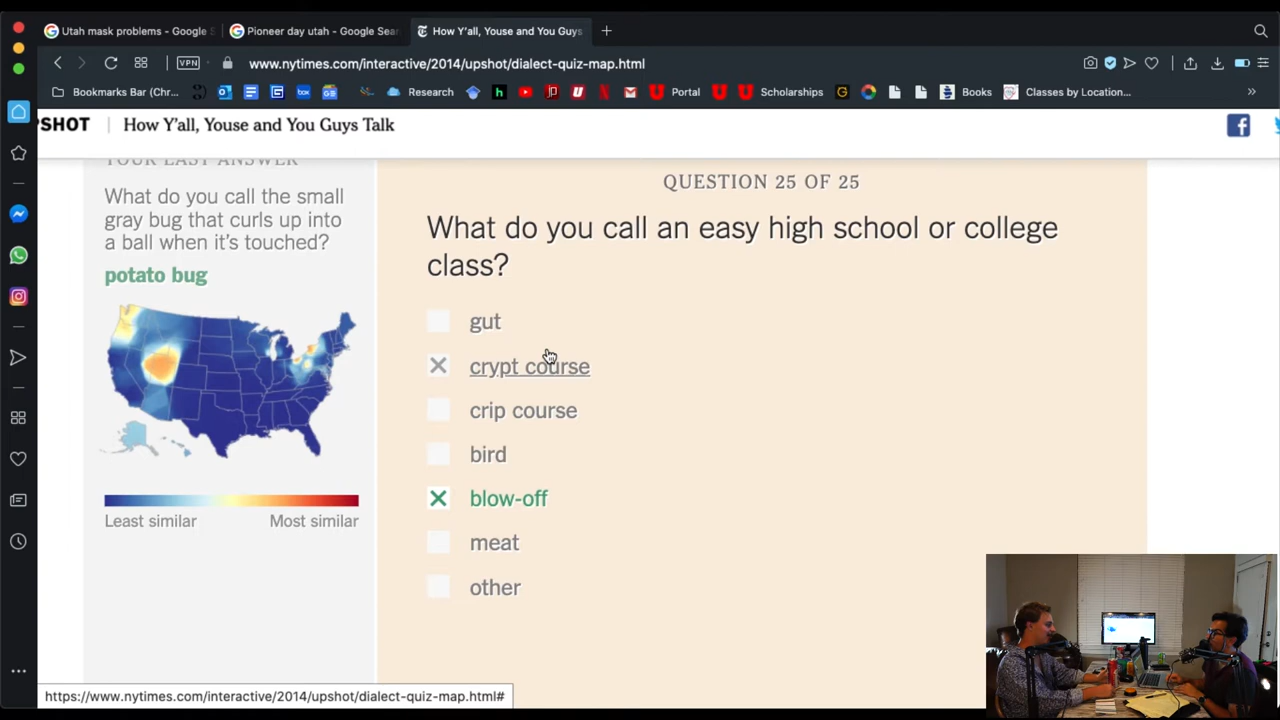 Utah mask problems - Google S
Pioneer day utah - Google Sear
How Y'all, Youse and You Guys
VPN
www.nytimes.com/interactive/2014/upshot/dialect-quiz-map.html
Bookmarks Bar (Chr...
Research
Portal
Scholarships
Books
Classes by Location...
PSHOT
How Y'all, Youse and You Guys Talk
YOUR LAST ANSWER
What do you call the small
gray bug that curls up into
a ball when it's touched?
potato bug
Least similar
Most similar
QUESTION 25 OF 25
What do you call an easy high school or college
class?
gut
crypt course
crip course
bird
blow-off
meat
other
https://www.nytimes.com/interactive/2014/upshot/dialect-quiz-map.html#